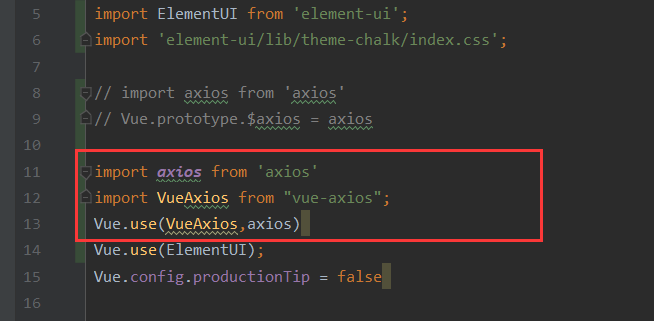 5 import ElementUI from 'element-ui';
6 import 'element-ui/lib/theme-chalk/index.css';
7
8 // import axios from 'axios'
9 // Vue.prototype.$axios = axios
10
11 import axios from 'axios'
12 import VueAxios from "vue-axios";
13 Vue.use(VueAxios,axios)
14 Vue.use(ElementUI);
15 Vue.config.productionTip = false
16